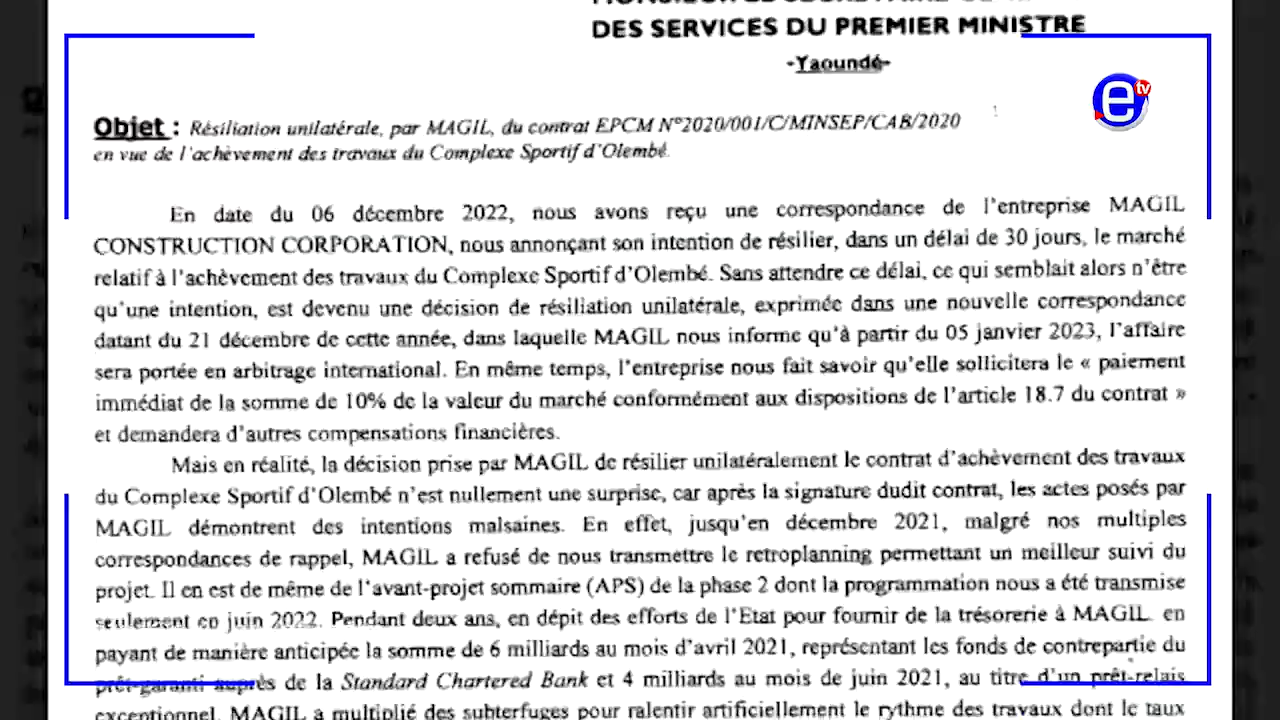 DES SERVICES DU PREMIER MINISTRE
-Yaoundé-
e tv
Objet : Résiliation unilatérale, par MAGIL, du contrat EPCM N°2020/001/C/MINSEP/CAB/2020
en vue de l'achèvement des travaux du Complexe Sportif d'Olembé.
En date du 06 décembre 2022, nous avons reçu une correspondance de l'entreprise MAGIL
CONSTRUCTION CORPORATION, nous annonçant son intention de résilier, dans un délai de 30 jours, le marché
relatif à l'achèvement des travaux du Complexe Sportif d'Olembé. Sans attendre ce délai, ce qui semblait alors n'être
qu'une intention, est devenu une décision de résiliation unilatérale, exprimée dans une nouvelle correspondance
datant du 21 décembre de cette année, dans laquelle MAGIL nous informe qu'à partir du 05 janvier 2023, l'affaire
sera portée en arbitrage international. En même temps, l'entreprise nous fait savoir qu'elle sollicitera le « paiement
immédiat de la somme de 10% de la valeur du marché conformément aux dispositions de l'article 18.7 du contrat »
et demandera d'autres compensations financières.
Mais en réalité, la décision prise par MAGIL de résilier unilatéralement le contrat d'achèvement des travaux
du Complexe Sportif d'Olembé n'est nullement une surprise, car après la signature dudit contrat, les actes posés par
MAGIL démontrent des intentions malsaines. En effet, jusqu'en décembre 2021, malgré nos multiples
correspondances de rappel, MAGIL a refusé de nous transmettre le retroplanning permettant un meilleur suivi du
projet. Il en est de même de l'avant-projet sommaire (APS) de la phase 2 dont la programmation nous a été transmise
seulement en juin 2022. Pendant deux ans, en dépit des efforts de l'Etat pour fournir de la trésorerie à MAGIL en
payant de manière anticipée la somme de 6 milliards au mois d'avril 2021, représentant les fonds de contrepartie du
prêt-garanti auprès de la Standard Chartered Bank et 4 milliards au mois de juin 2021, au titre d'un prêt-relais
exceptionnel, MAGIL a multiplié des subterfuges pour ralentir artificiellement le rythme des travaux dont le taux